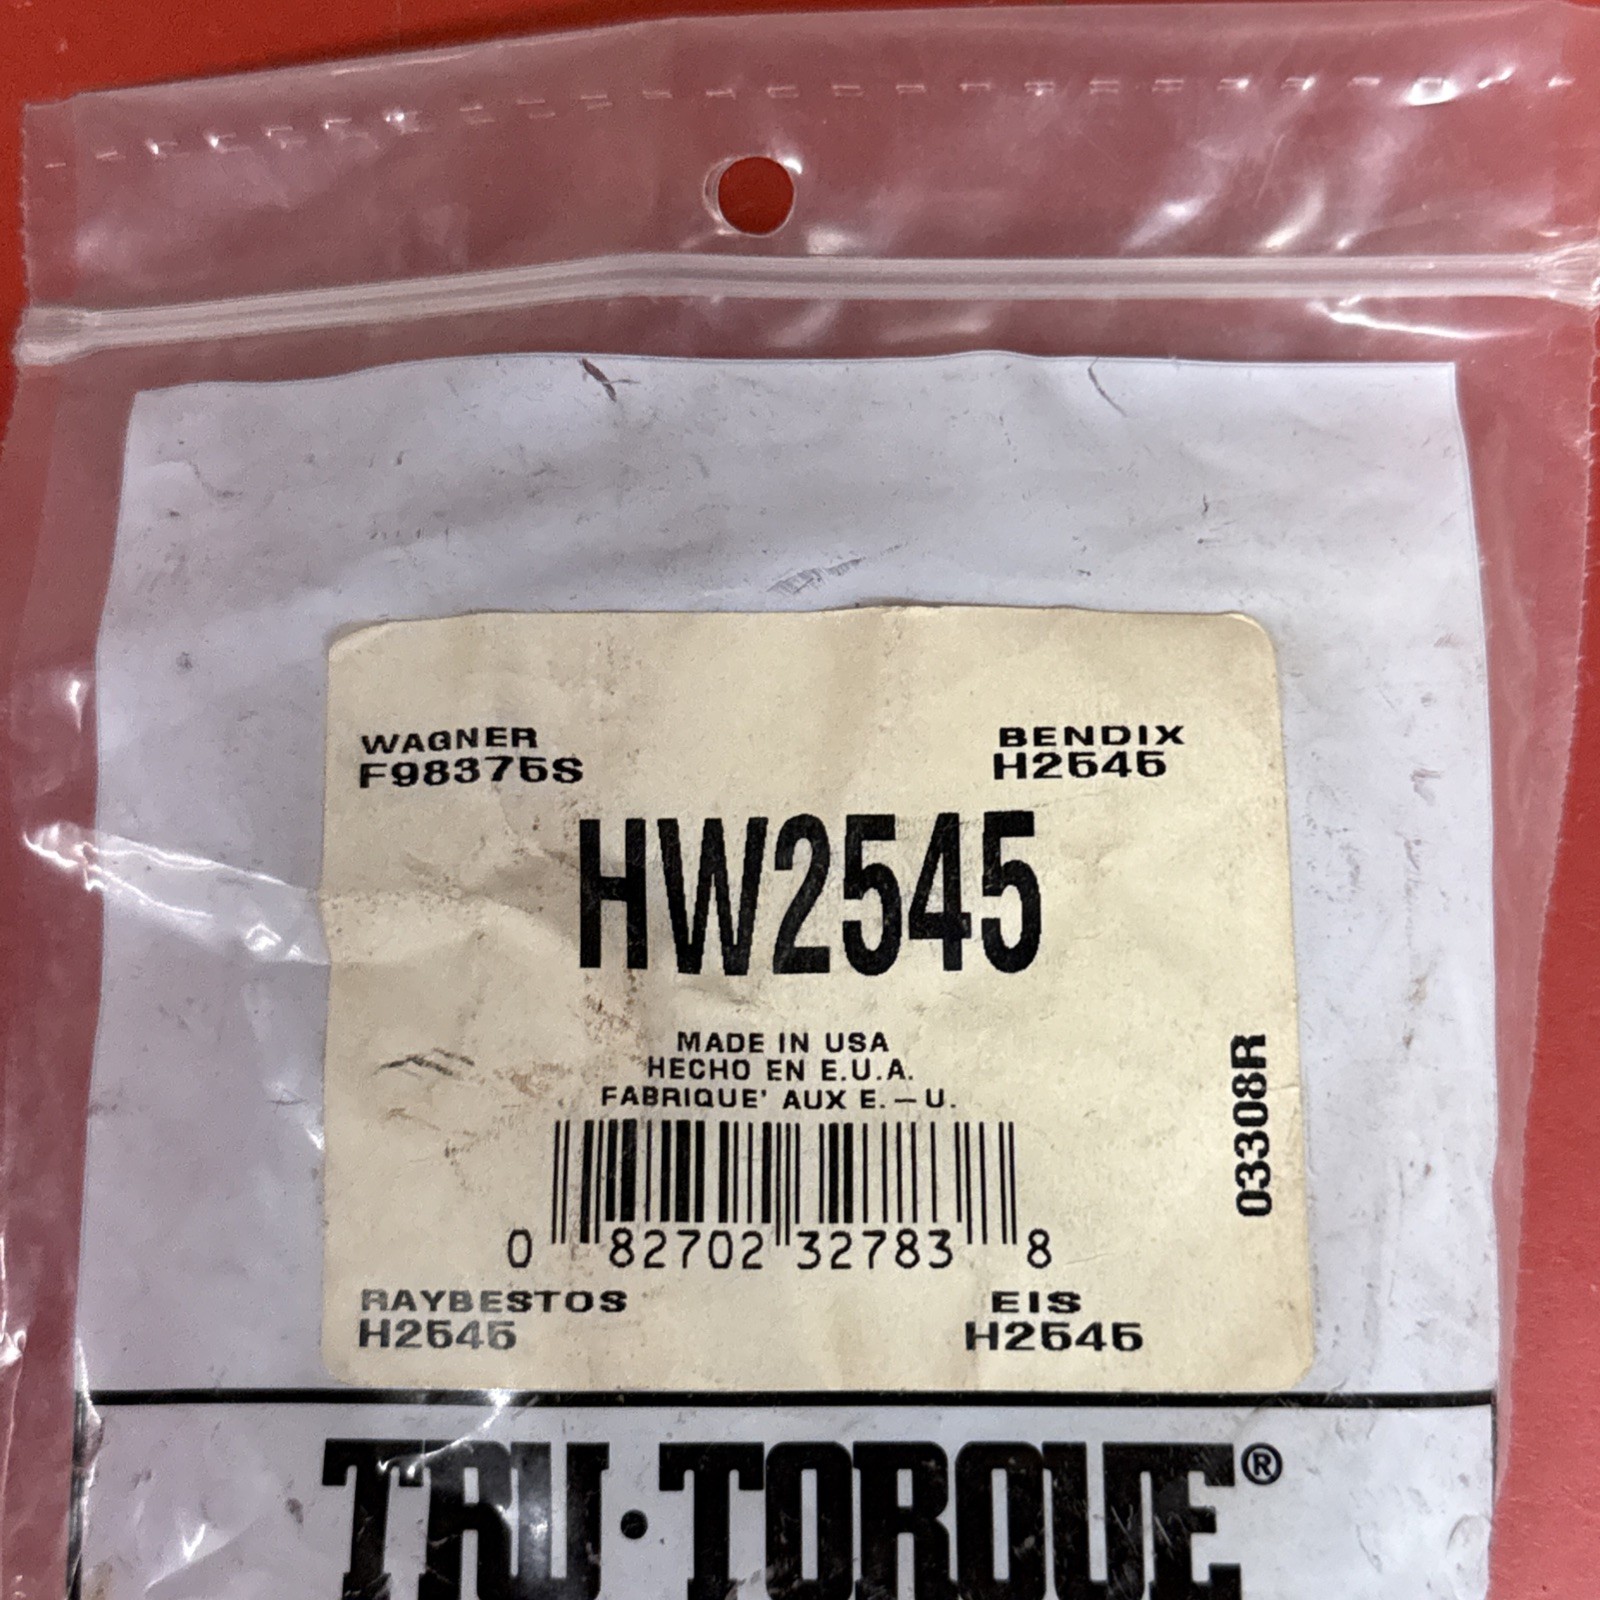 WAGNER
F98375S
BENDIX
H2545
HW2545
MADE IN USA
HECHO EN E.U.A.
FABRIQUE' AUX E.-U.
03308R
0 82702 32783 8
RAYBESTOS
H2545
EIS
H2545
TRU·TORQUE®